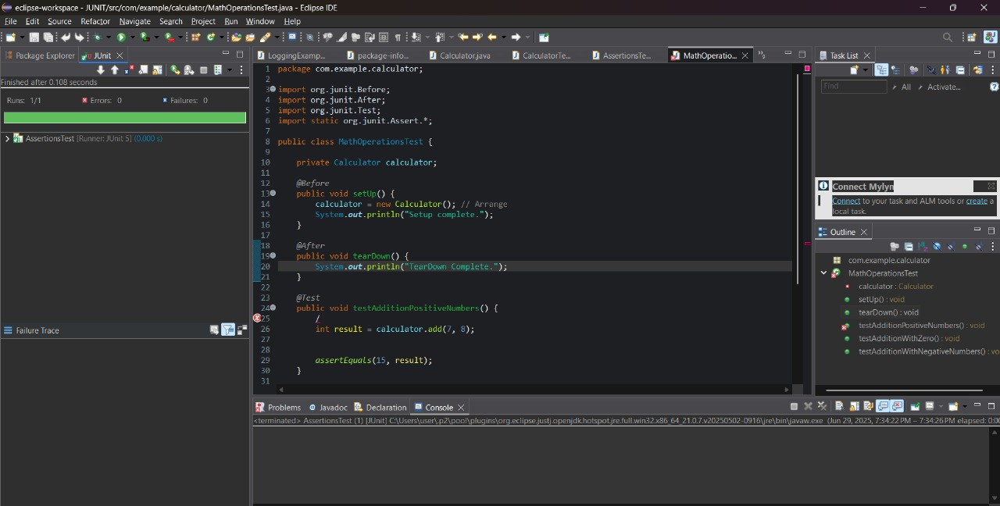 eclipse-workspace - JUNIT/src/com/example/calculator/MathOperationsTest.java - Eclipse IDE
File Edit Source Refactor Navigate Search Project Run Window Help
Package Explorer JUnit
Finished after 0.108 seconds
Runs: 1/1 Errors: 0 Failures: 0
AssertionsTest [Runner: JUnit 5] (0.000 s)
Failure Trace
LoggingExamp... package-info... Calculator.java CalculatorTe... AssertionsTe... MathOperatio...
1 package com.example.calculator;
2
3 import org.junit.Before;
4 import org.junit.After;
5 import org.junit.Test;
6 import static org.junit.Assert.*;
7
8 public class MathOperationsTest {
9
10 private Calculator calculator;
11
12 @Before
13 public void setUp() {
14 calculator = new Calculator(); // Arrange
15 System.out.println("Setup complete.");
16 }
17
18 @After
19 public void tearDown() {
20 System.out.println("TearDown Complete.");
21 }
22
23 @Test
24 public void testAdditionPositiveNumbers() {
25 /
26 int result = calculator.add(7, 8);
27
28
29 assertEquals(15, result);
30 }
31
Task List
Find All Activate...
Connect Mylyn
Connect to your task and ALM tools or create a
local task.
Outline
com.example.calculator
MathOperationsTest
calculator : Calculator
setUp() : void
tearDown() : void
testAdditionPositiveNumbers() : void
testAdditionWithZero() : void
testAdditionWithNegativeNumbers() : vo
Problems Javadoc Declaration Console
<terminated> AssertionsTest (1) [JUnit] C:\Users\user\.p2\pool\plugins\org.eclipse.justj.openjdk.hotspot.jre.full.win32.x86_64_21.0.7.v20250502-0916\jre\bin\javaw.exe (Jun 29, 2025, 7:34:22 PM – 7:34:26 PM elapsed: 0:00